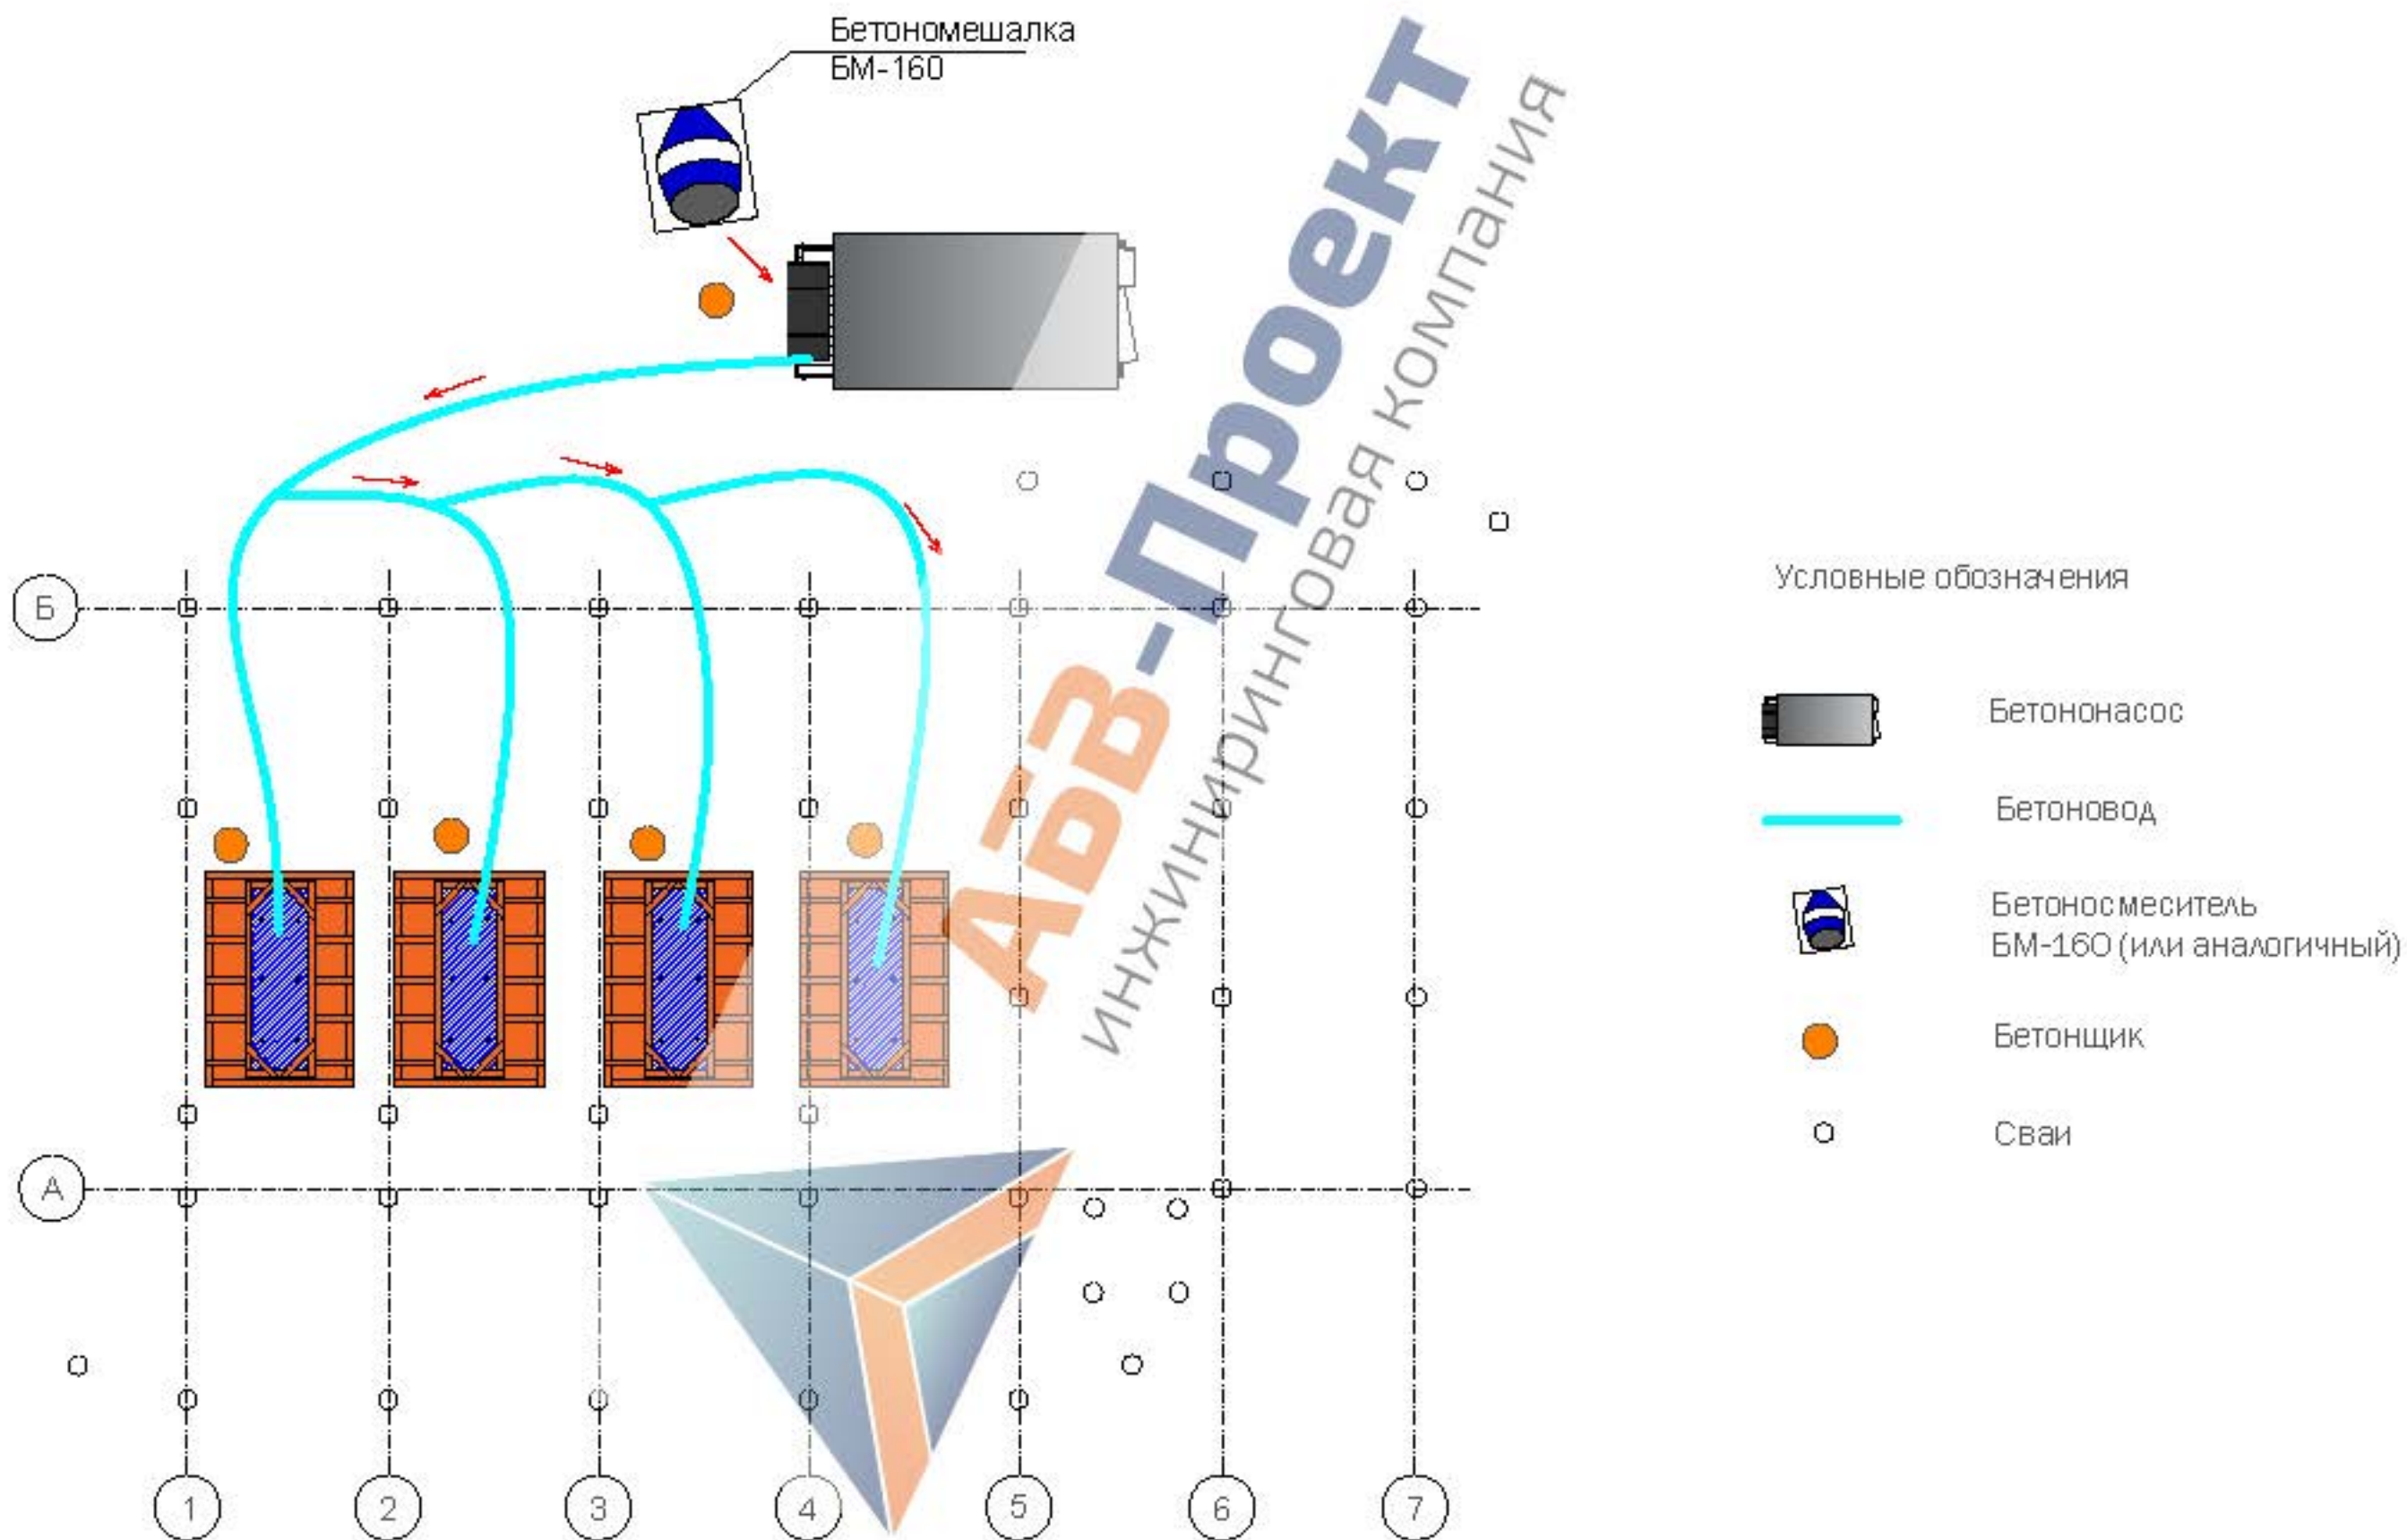 Бетономешалка
БМ-160
АБВ-Проект
инжиниринговая компания
Условные обозначения
Бетононасос
Бетоновод
Бетоносмеситель
БМ-160 (или аналогичный)
Бетонщик
Сваи
Б
А
1 2 3 4 5 6 7